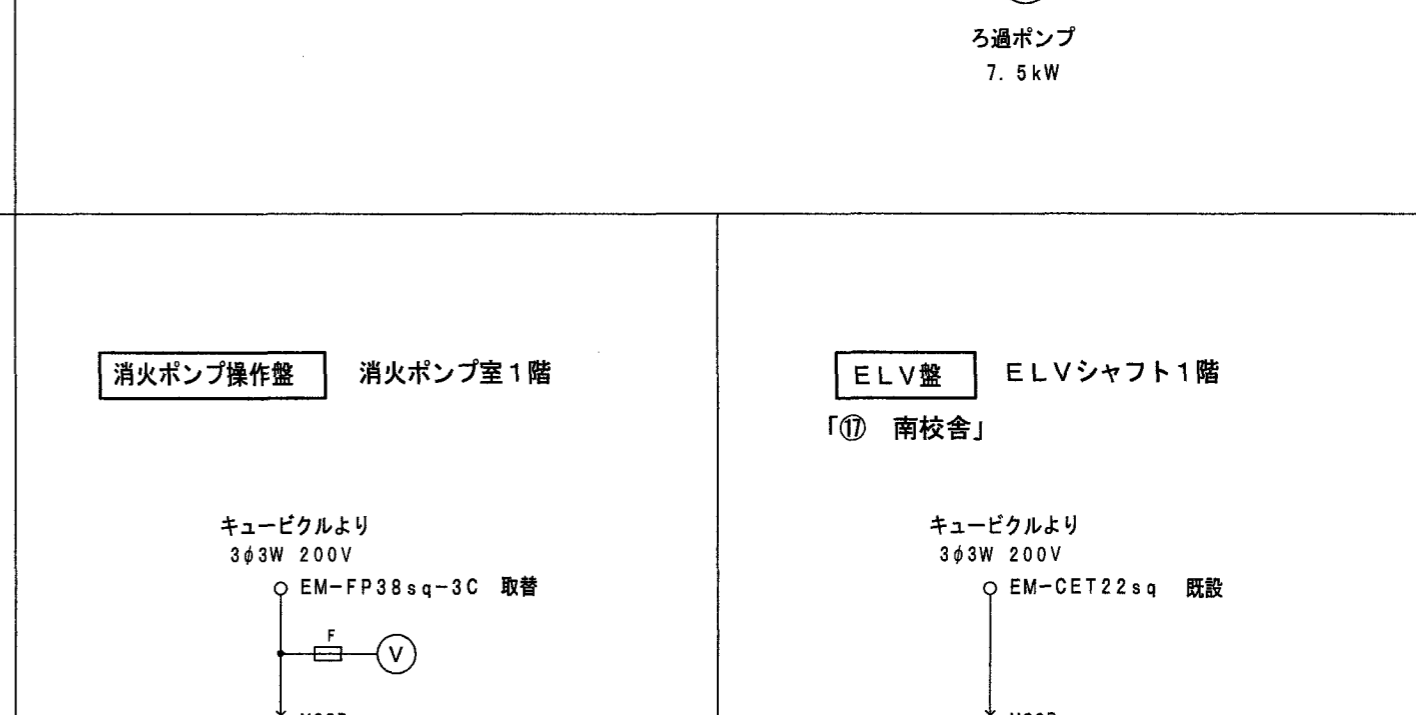 ろ過ポンプ
7.5kW
消火ポンプ操作盤 消火ポンプ室1階
キュービクルより
3φ3W 200V
EM-FP38sq-3C 取替
F
V
ELV盤 ELVシャフト1階
「⑰ 南校舎」
キュービクルより
3φ3W 200V
EM-CET22sq 既設